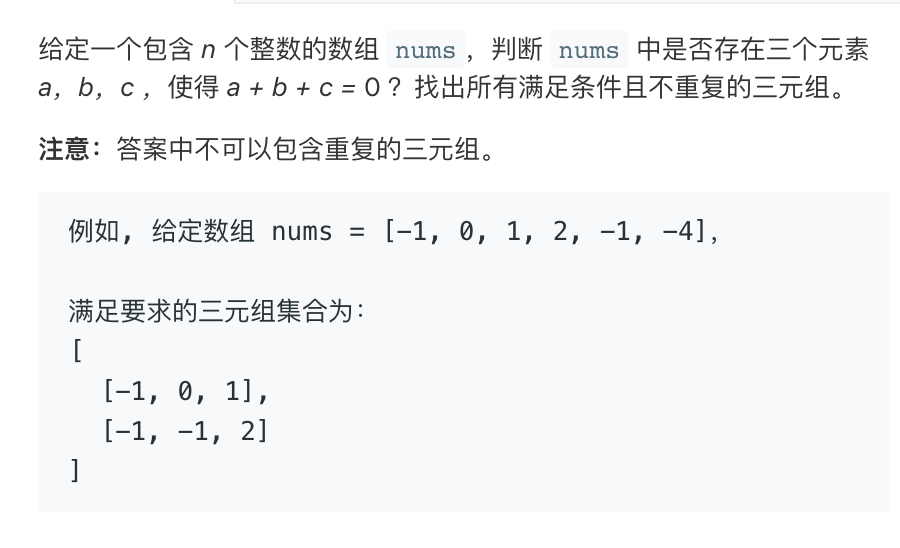 给定一个包含 n 个整数的数组 nums，判断 nums 中是否存在三个元素
a，b，c ，使得 a + b + c = 0 ？找出所有满足条件且不重复的三元组。
注意：答案中不可以包含重复的三元组。
例如, 给定数组 nums = [-1, 0, 1, 2, -1, -4]，
满足要求的三元组集合为：
[
  [-1, 0, 1],
  [-1, -1, 2]
]